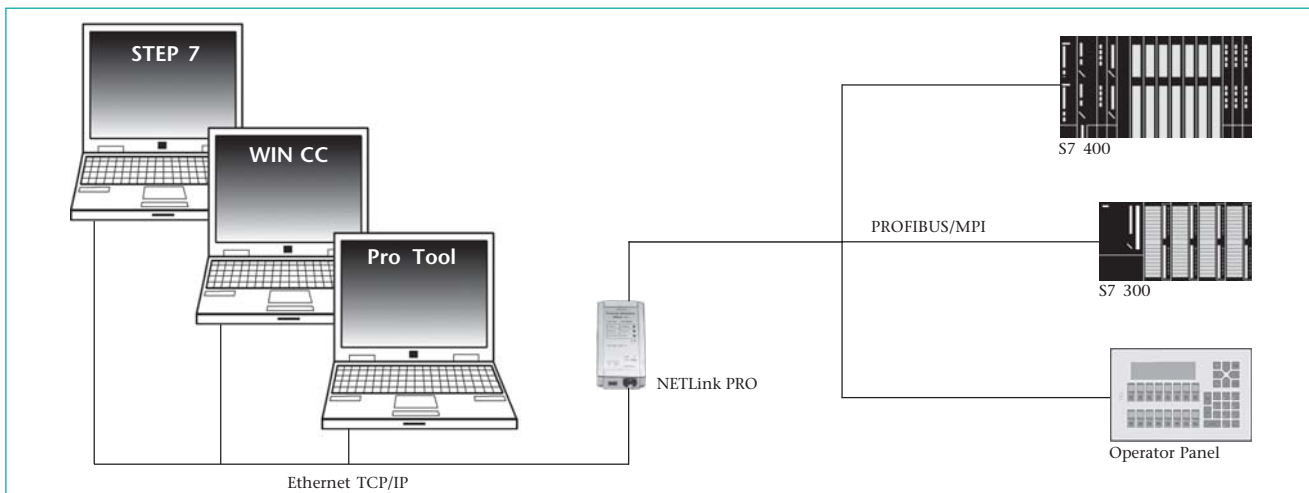 STEP 7
WIN CC
Pro Tool
S7 400
PROFIBUS/MPI
S7 300
NETLink PRO
Operator Panel
Ethernet TCP/IP